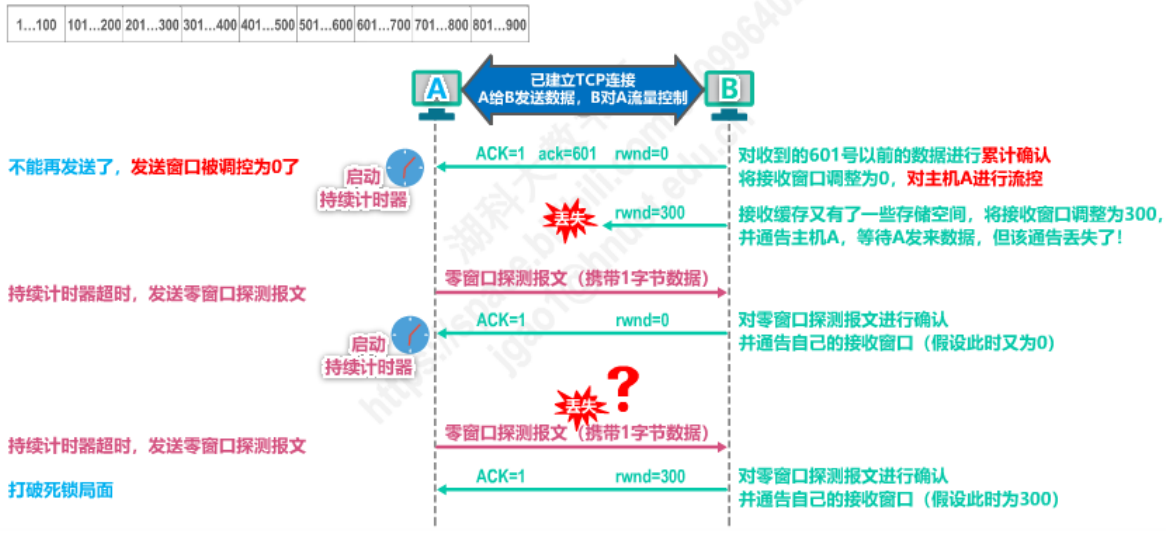 1...100 101...200 201...300 301...400 401...500 501...600 601...700 701...800 801...900
已建立TCP连接
A给B发送数据，B对A流量控制
A
B
不能再发送了，发送窗口被调控为0了
启动
持续计时器
ACK=1 ack=601 rwnd=0
对收到的601号以前的数据进行累计确认
将接收窗口调整为0，对主机A进行流控
丢失
rwnd=300
接收缓存又有了一些存储空间，将接收窗口调整为300，
并通告主机A，等待A发来数据，但该通告丢失了！
持续计时器超时，发送零窗口探测报文
零窗口探测报文（携带1字节数据）
启动
持续计时器
ACK=1 rwnd=0
对零窗口探测报文进行确认
并通告自己的接收窗口（假设此时又为0）
丢失
?
持续计时器超时，发送零窗口探测报文
零窗口探测报文（携带1字节数据）
打破死锁局面
ACK=1 rwnd=300
对零窗口探测报文进行确认
并通告自己的接收窗口（假设此时为300）